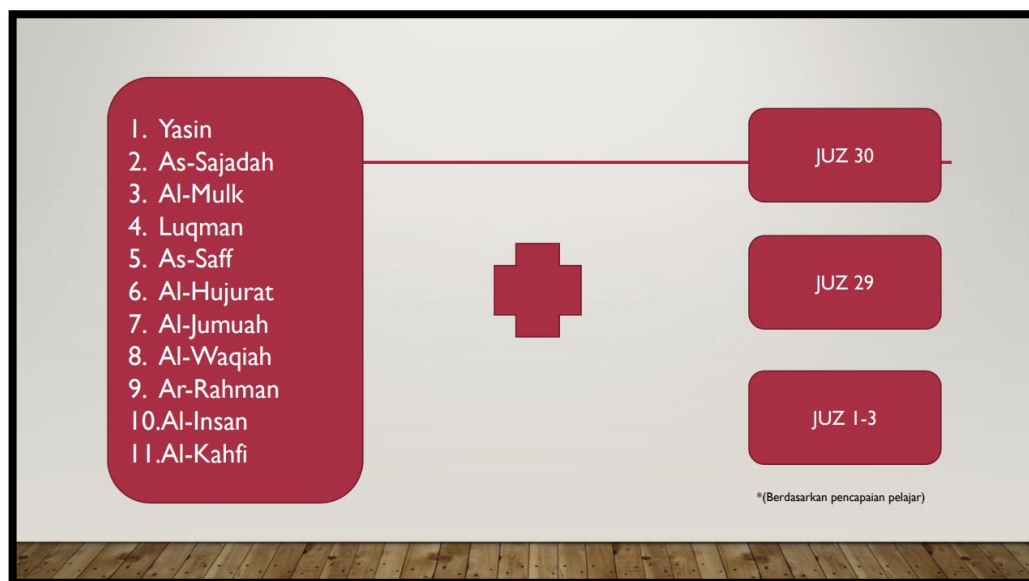 1. Yasin
2. As-Sajadah
3. Al-Mulk
4. Luqman
5. As-Saff
6. Al-Hujurat
7. Al-Jumuah
8. Al-Waqiah
9. Ar-Rahman
10.Al-Insan
11.Al-Kahfi
JUZ 30
JUZ 29
JUZ 1-3
*(Berdasarkan pencapaian pelajar)